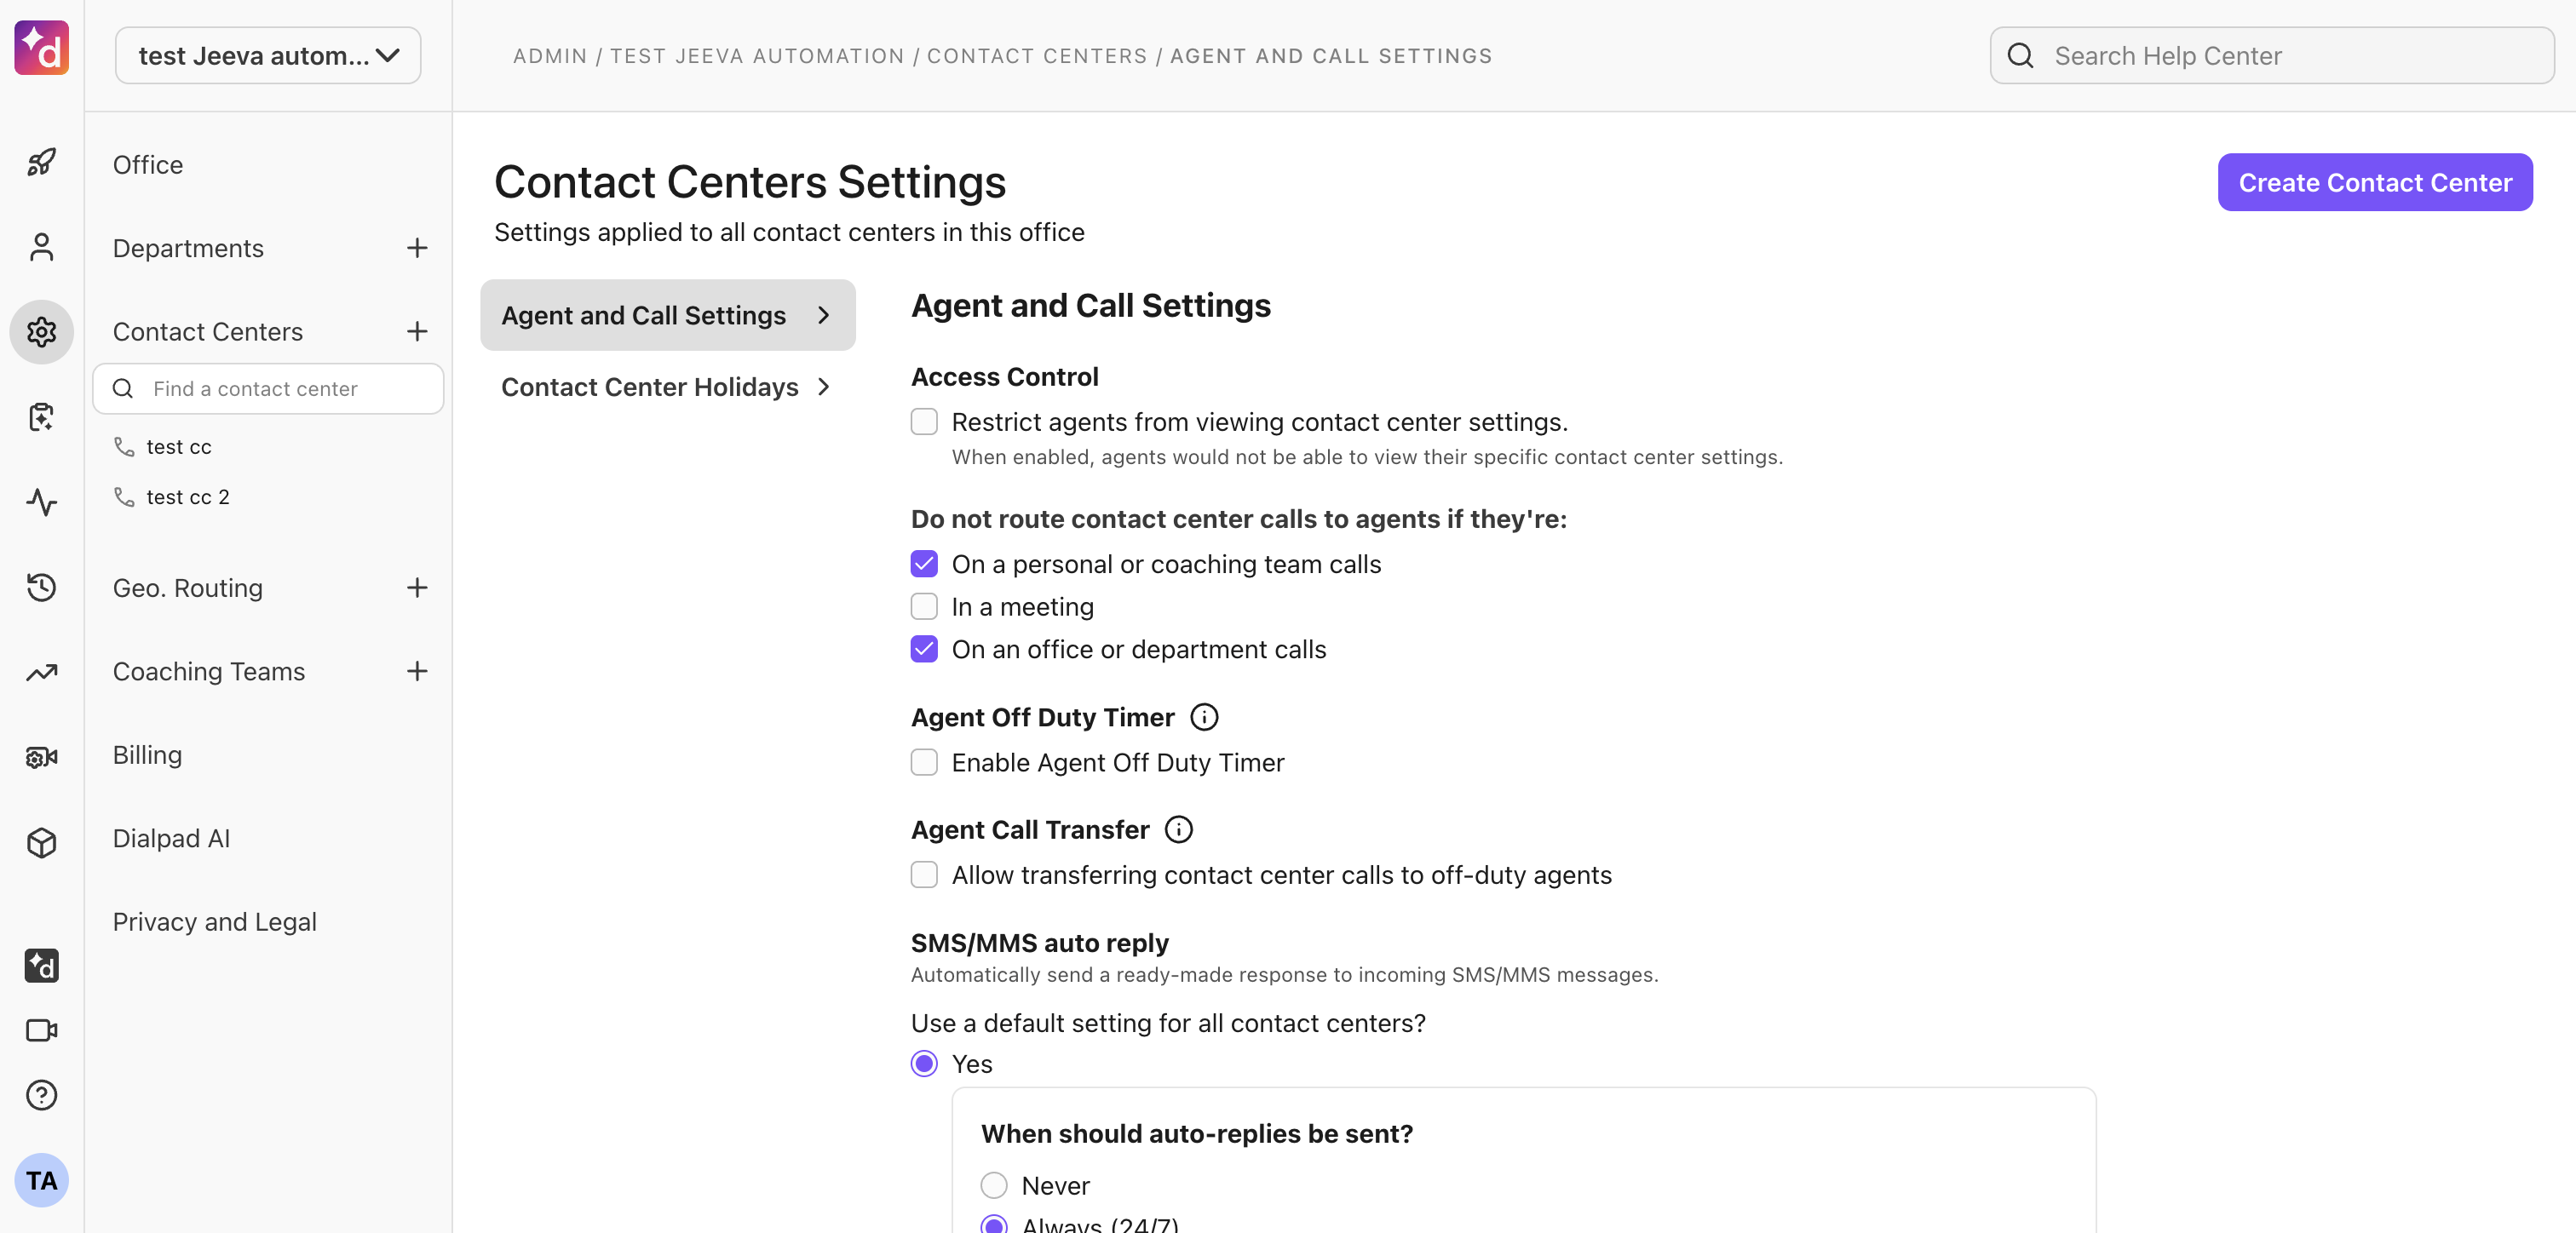 test Jeeva autom...
ADMIN / TEST JEEVA AUTOMATION / CONTACT CENTERS / AGENT AND CALL SETTINGS
Search Help Center
Office
Departments
Contact Centers
Find a contact center
test cc
test cc 2
Geo. Routing
Coaching Teams
Billing
Dialpad AI
Privacy and Legal
TA
Contact Centers Settings
Settings applied to all contact centers in this office
Create Contact Center
Agent and Call Settings
Contact Center Holidays
Agent and Call Settings
Access Control
Restrict agents from viewing contact center settings.
When enabled, agents would not be able to view their specific contact center settings.
Do not route contact center calls to agents if they're:
On a personal or coaching team calls
In a meeting
On an office or department calls
Agent Off Duty Timer
Enable Agent Off Duty Timer
Agent Call Transfer
Allow transferring contact center calls to off-duty agents
SMS/MMS auto reply
Automatically send a ready-made response to incoming SMS/MMS messages.
Use a default setting for all contact centers?
Yes
When should auto-replies be sent?
Never
Always (24/7)